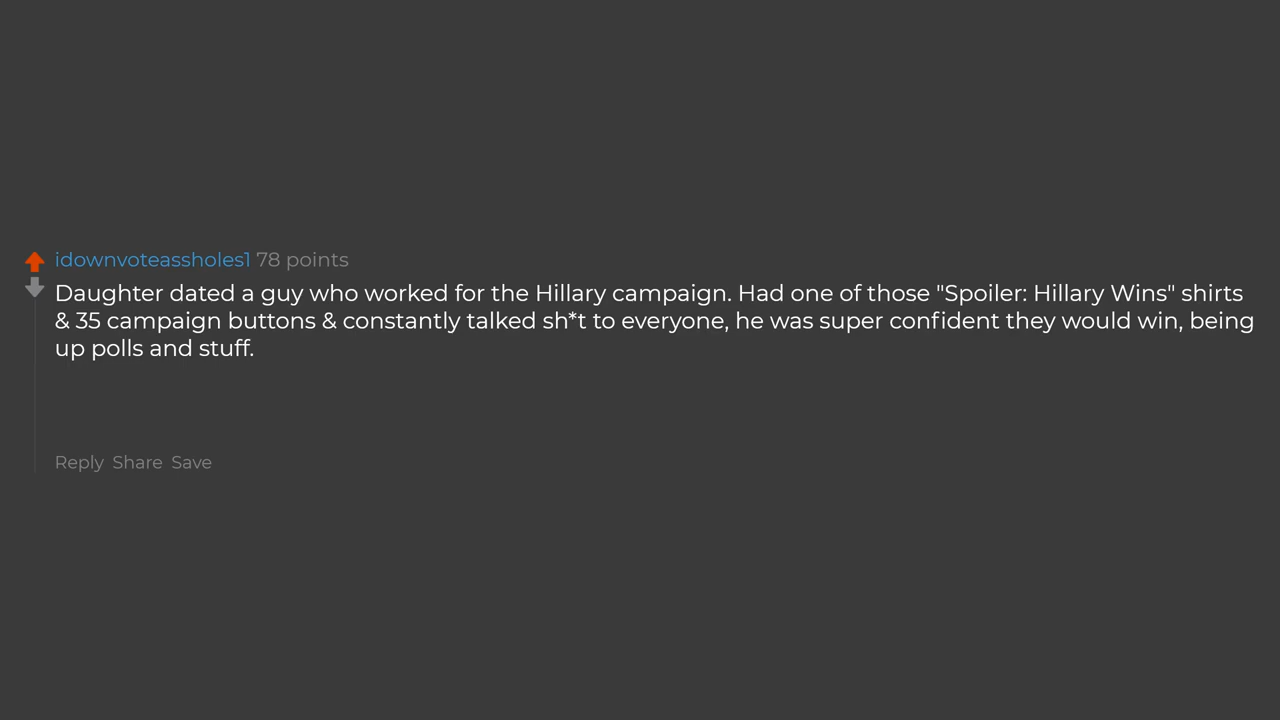 idownvoteassholes1 78 points
Daughter dated a guy who worked for the Hillary campaign. Had one of those "Spoiler: Hillary Wins" shirts
& 35 campaign buttons & constantly talked sh*t to everyone, he was super confident they would win, being
up polls and stuff.
Reply Share Save